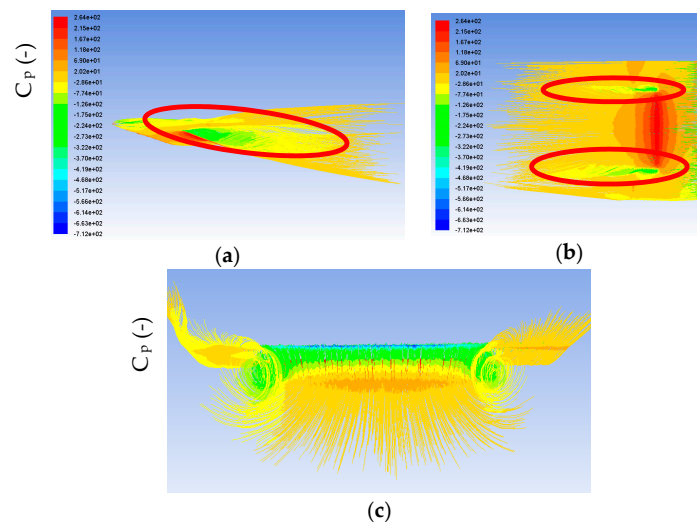 C p (-)
2.64e+02
2.15e+02
1.67e+02
1.18e+02
6.90e+01
2.02e+01
-2.86e+01
-7.74e+01
-1.26e+02
-1.75e+02
-2.24e+02
-2.73e+02
-3.22e+02
-3.70e+02
-4.19e+02
-4.68e+02
-5.17e+02
-5.66e+02
-6.14e+02
-6.63e+02
-7.12e+02
(a)
2.64e+02
2.15e+02
1.67e+02
1.18e+02
6.90e+01
2.02e+01
-2.86e+01
-7.74e+01
-1.26e+02
-1.75e+02
-2.24e+02
-2.73e+02
-3.22e+02
-3.70e+02
-4.19e+02
-4.68e+02
-5.17e+02
-5.66e+02
-6.14e+02
-6.63e+02
-7.12e+02
(b)
C p (-)
(c)